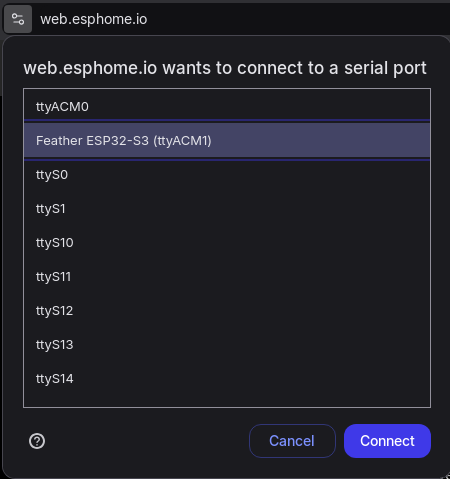 web.esphome.io
web.esphome.io wants to connect to a serial port
ttyACM0
Feather ESP32-S3 (ttyACM1)
ttyS0
ttyS1
ttyS10
ttyS11
ttyS12
ttyS13
ttyS14
Cancel
Connect